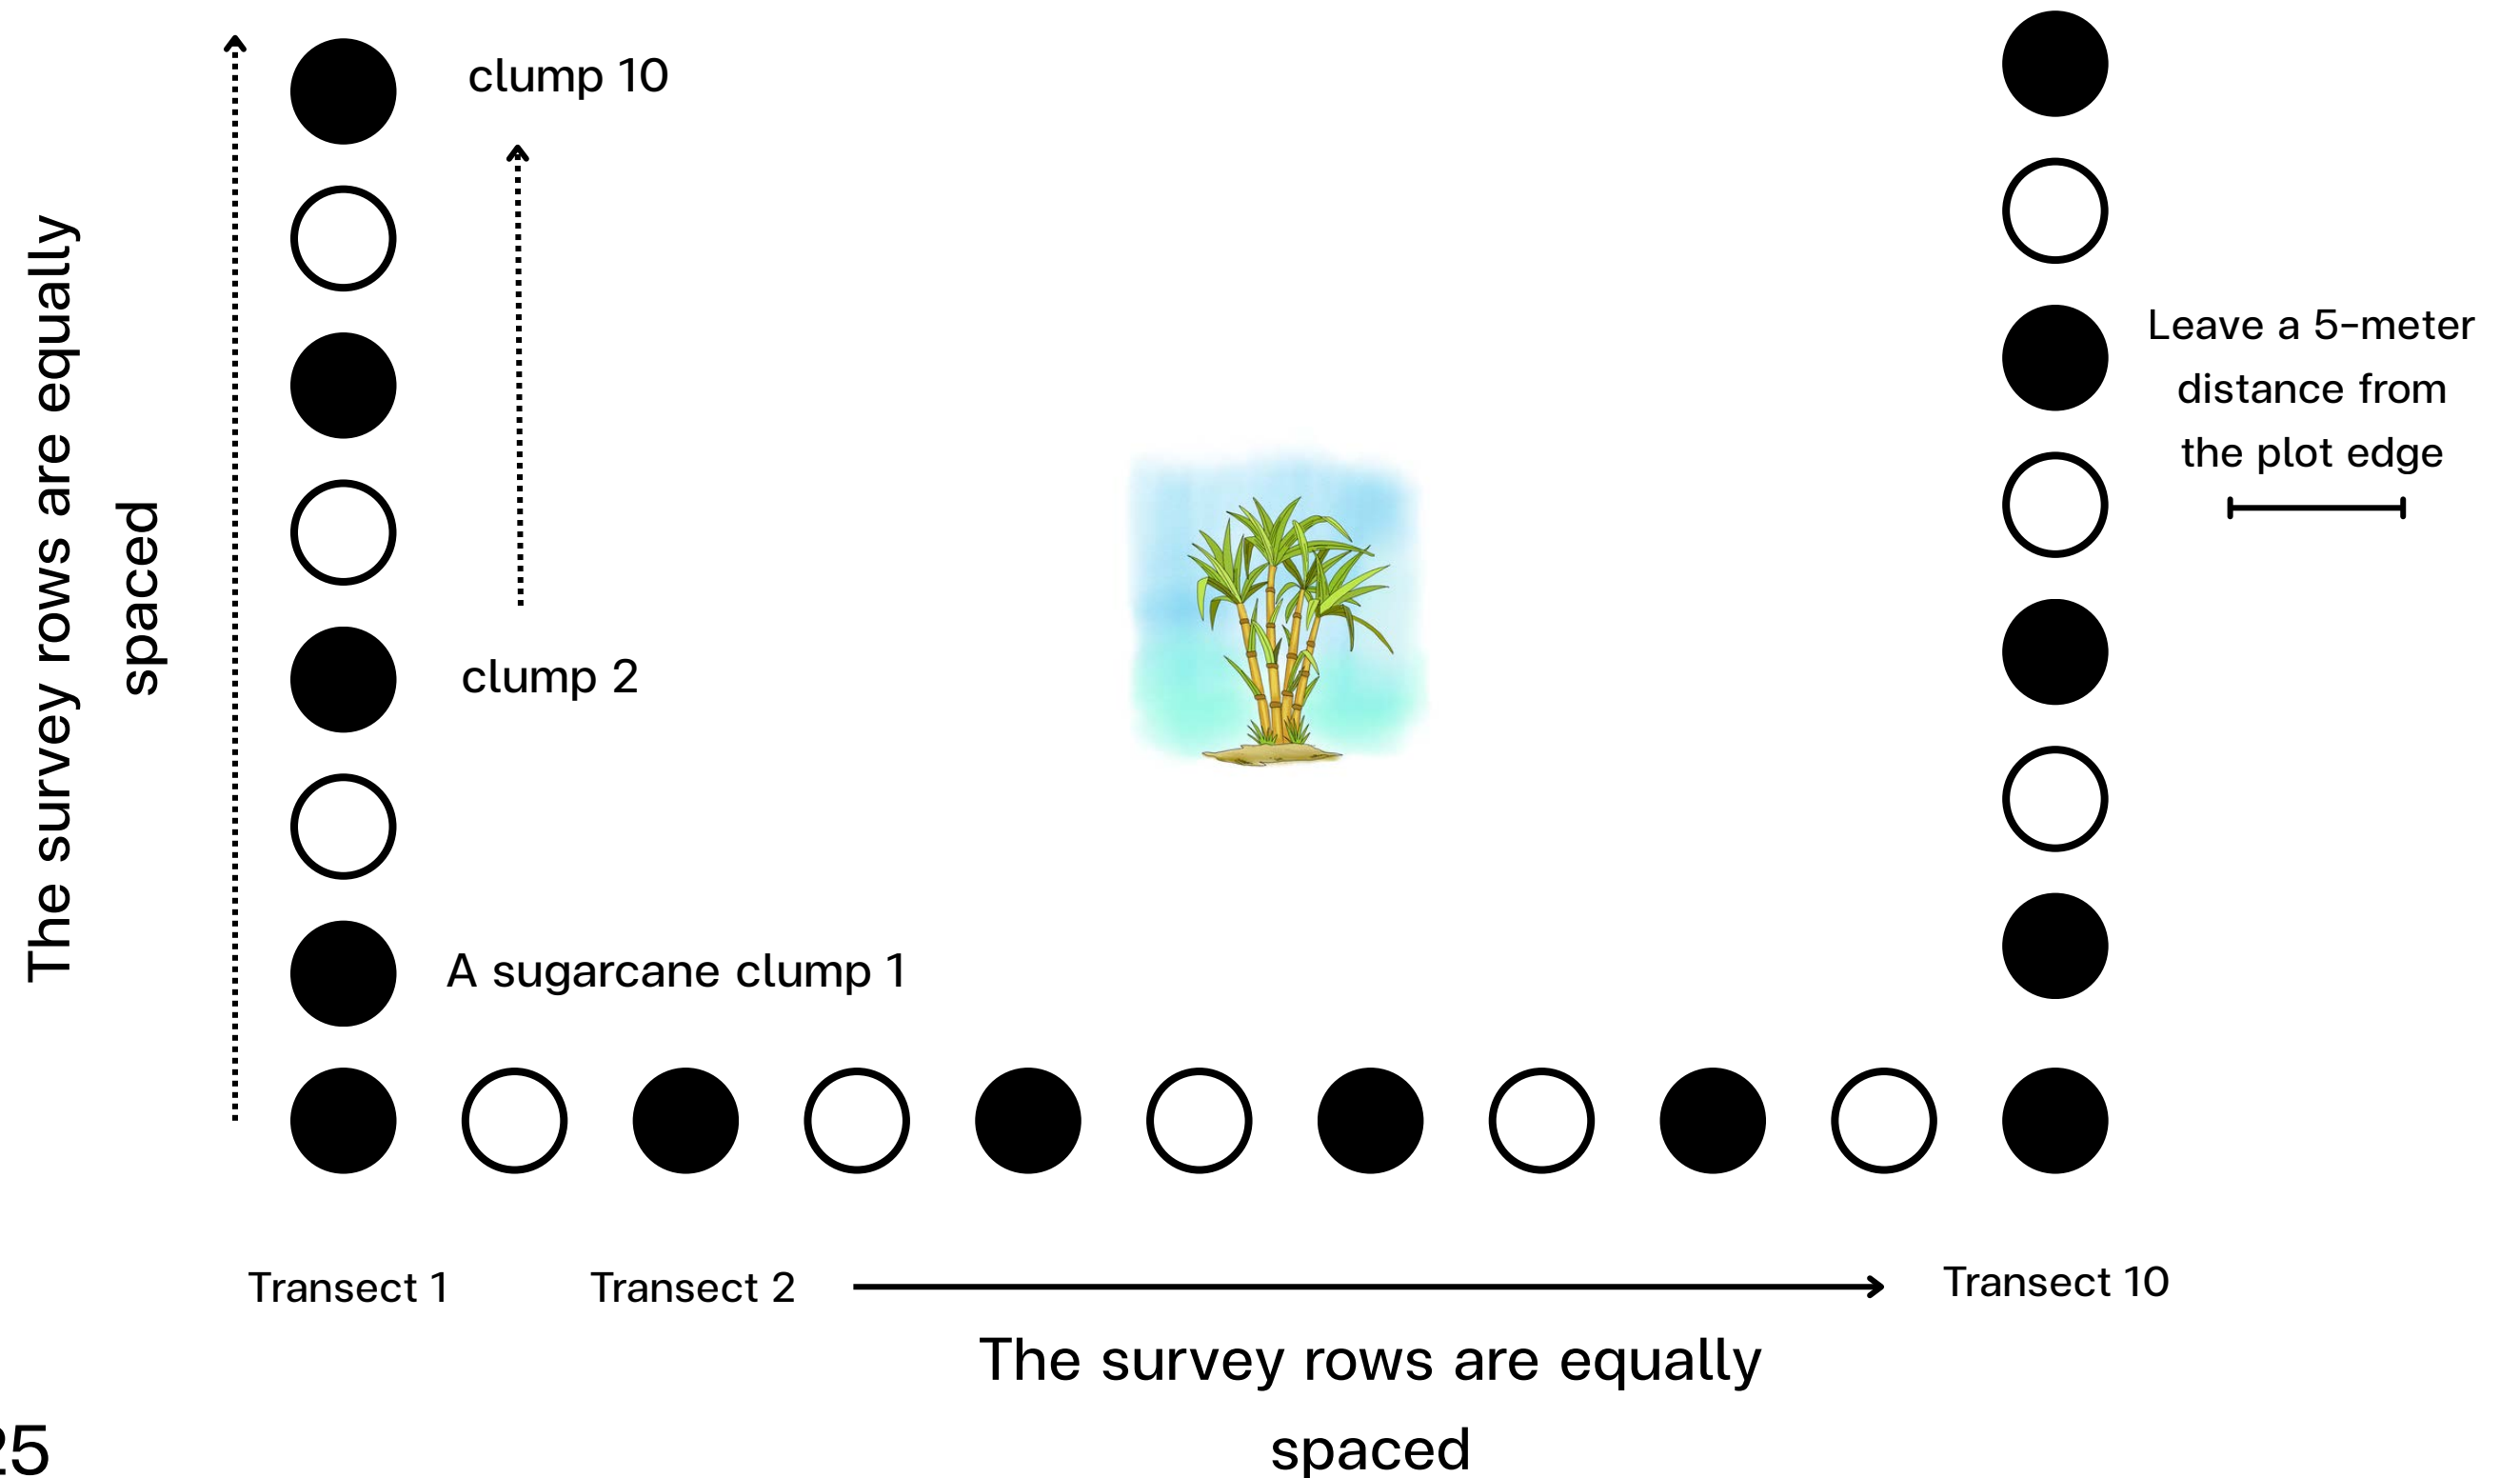 clump 10
The survey rows are equally
spaced
Leave a 5-meter
distance from
the plot edge
clump 2
A sugarcane clump 1
Transect 1
Transect 2
Transect 10
The survey rows are equally
spaced
25